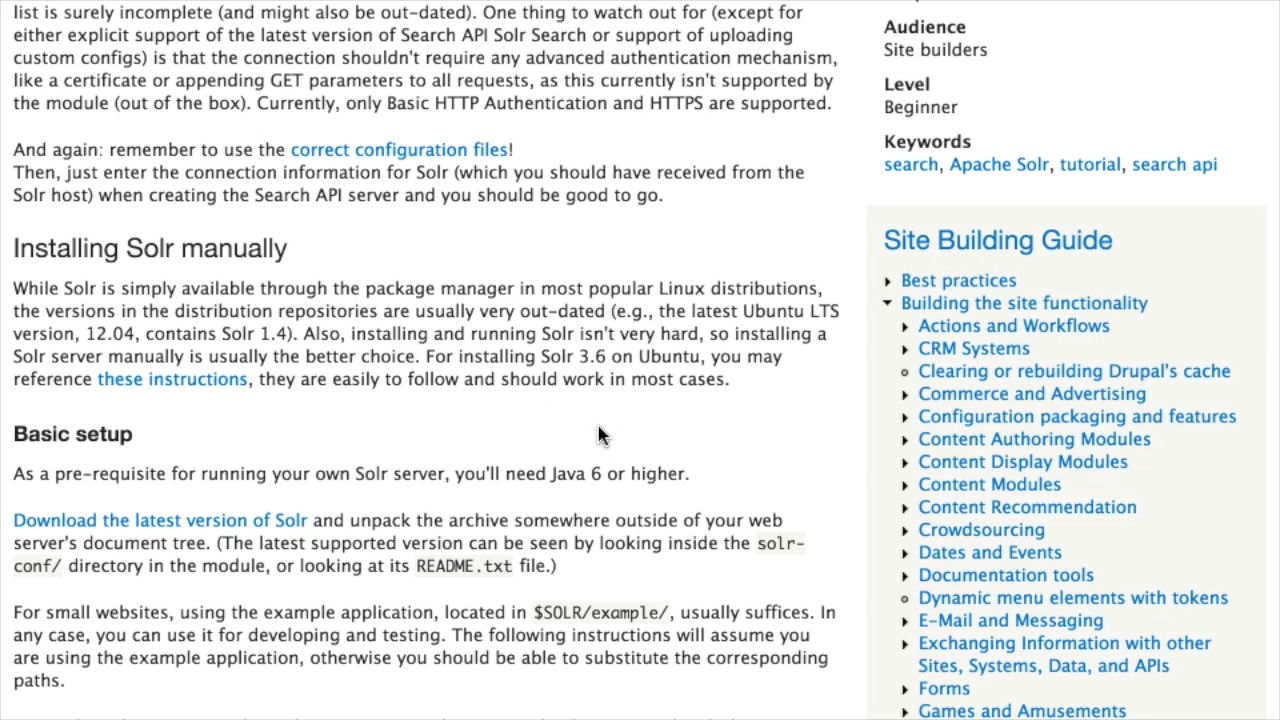 list is surely incomplete (and might also be out-dated). One thing to watch out for (except for
either explicit support of the latest version of Search API Solr Search or support of uploading
custom configs) is that the connection shouldn't require any advanced authentication mechanism,
like a certificate or appending GET parameters to all requests, as this currently isn't supported by
the module (out of the box). Currently, only Basic HTTP Authentication and HTTPS are supported.
And again: remember to use the correct configuration files!
Then, just enter the connection information for Solr (which you should have received from the
Solr host) when creating the Search API server and you should be good to go.
Installing Solr manually
While Solr is simply available through the package manager in most popular Linux distributions,
the versions in the distribution repositories are usually very out-dated (e.g., the latest Ubuntu LTS
version, 12.04, contains Solr 1.4). Also, installing and running Solr isn't very hard, so installing a
Solr server manually is usually the better choice. For installing Solr 3.6 on Ubuntu, you may
reference these instructions, they are easily to follow and should work in most cases.
Basic setup
As a pre-requisite for running your own Solr server, you'll need Java 6 or higher.
Download the latest version of Solr and unpack the archive somewhere outside of your web
server's document tree. (The latest supported version can be seen by looking inside the solr-
conf/ directory in the module, or looking at its README.txt file.)
For small websites, using the example application, located in $SOLR/example/, usually suffices. In
any case, you can use it for developing and testing. The following instructions will assume you
are using the example application, otherwise you should be able to substitute the corresponding
paths.
Audience
Site builders
Level
Beginner
Keywords
search, Apache Solr, tutorial, search api
Site Building Guide
Best practices
Building the site functionality
Actions and Workflows
CRM Systems
Clearing or rebuilding Drupal's cache
Commerce and Advertising
Configuration packaging and features
Content Authoring Modules
Content Display Modules
Content Modules
Content Recommendation
Crowdsourcing
Dates and Events
Documentation tools
Dynamic menu elements with tokens
E-Mail and Messaging
Exchanging Information with other
Sites, Systems, Data, and APIs
Forms
Games and Amusements